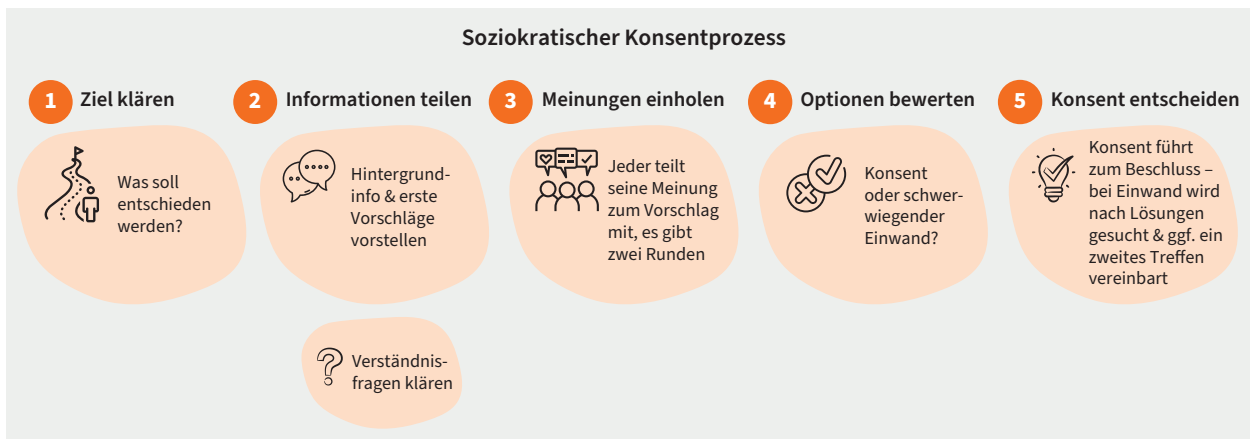 Soziokratischer Konsentprozess
1 Ziel klären
Was soll
entschieden
werden?
2 Informationen teilen
Hintergrund-
info & erste
Vorschläge
vorstellen
Verständnis-
fragen klären
3 Meinungen einholen
Jeder teilt
seine Meinung
zum Vorschlag
mit, es gibt
zwei Runden
4 Optionen bewerten
Konsent
oder schwer-
wiegender
Einwand?
5 Konsent entscheiden
Konsent führt
zum Beschluss –
bei Einwand wird
nach Lösungen
gesucht & ggf. ein
zweites Treffen
vereinbart